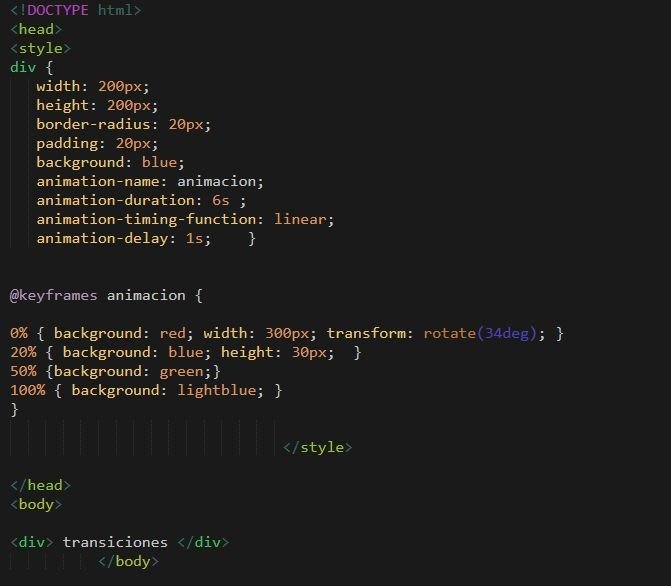 <!DOCTYPE html>
<head>
<style>
div {
width: 200px;
height: 200px;
border-radius: 20px;
padding: 20px;
background: blue;
animation-name: animacion;
animation-duration: 6s ;
animation-timing-function: linear;
animation-delay: 1s;    }
@keyframes animacion {
0% { background: red; width: 300px; transform: rotate(34deg); }
20% { background: blue; height: 30px;  }
50% {background: green;}
100% { background: lightblue; }
}
</style>
</head>
<body>
<div> transiciones </div>
</body>